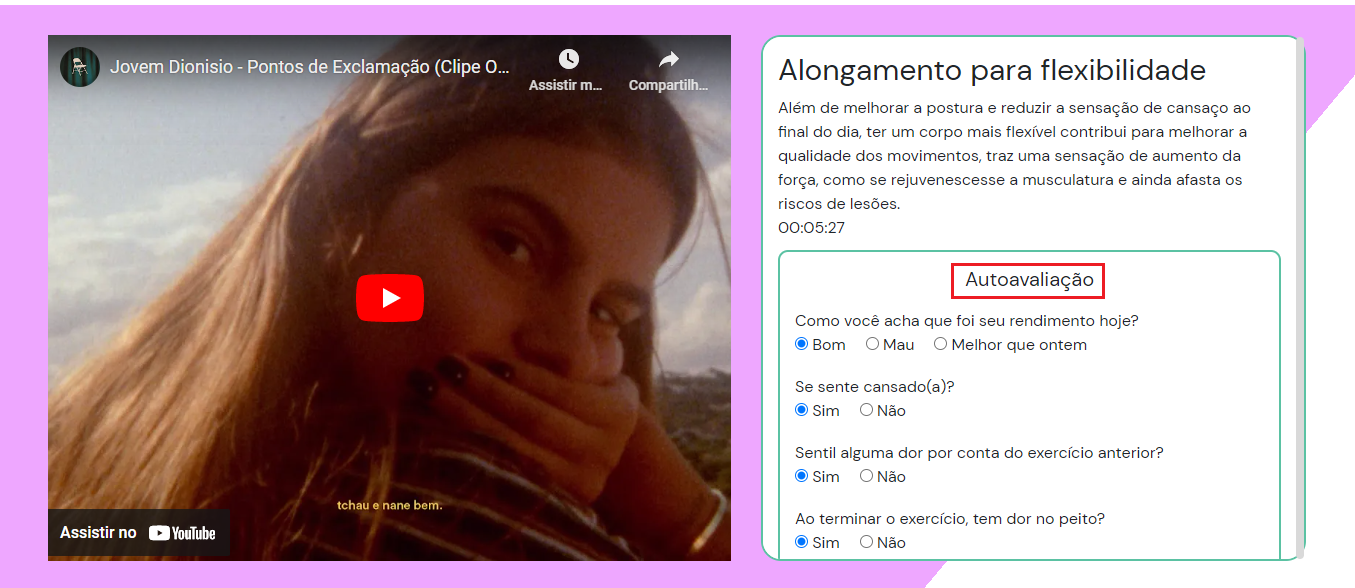 Jovem Dionisio - Pontos de Exclamação (Clipe O...
Assistir m...
Compartilh...
tchau e nane bem.
Assistir no YouTube
Alongamento para flexibilidade
Além de melhorar a postura e reduzir a sensação de cansaço ao
final do dia, ter um corpo mais flexível contribui para melhorar a
qualidade dos movimentos, traz uma sensação de aumento da
força, como se rejuvenescesse a musculatura e ainda afasta os
riscos de lesões.
00:05:27
Autoavaliação
Como você acha que foi seu rendimento hoje?
Bom Mau Melhor que ontem
Se sente cansado(a)?
Sim Não
Sentil alguma dor por conta do exercício anterior?
Sim Não
Ao terminar o exercício, tem dor no peito?
Sim Não